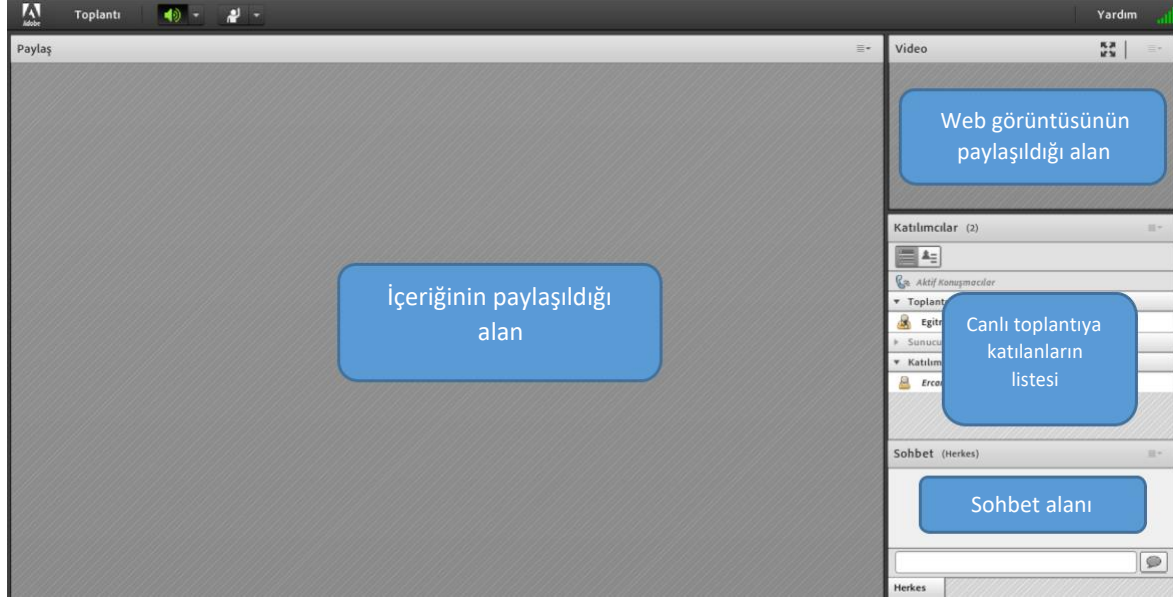 Adobe
Toplantı
Yardım
Paylaş
Video
Web görüntüsünün
paylaşıldığı alan
Katılımcılar (2)
Aktif Konuşmacılar
İçeriğinin paylaşıldığı
alan
Canlı toplantıya
katılanların
listesi
Sohbet (Herkes)
Sohbet alanı
Herkes